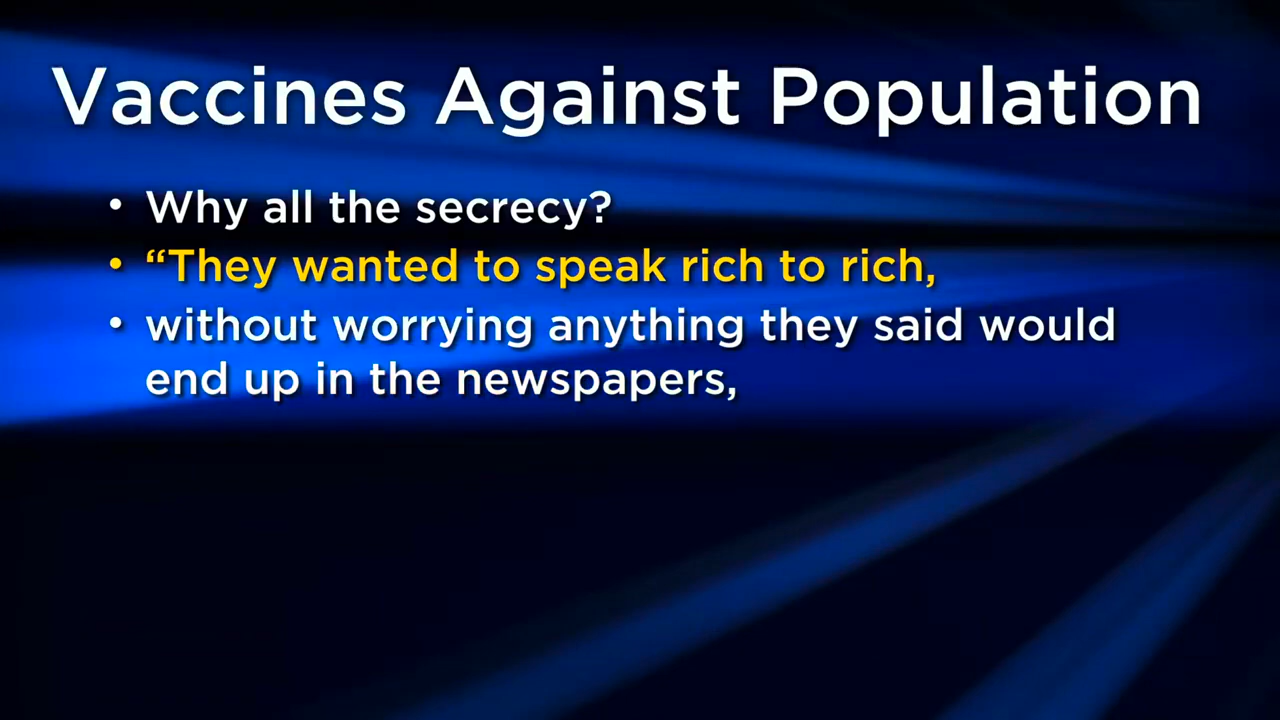 Vaccines Against Population
• Why all the secrecy?
• “They wanted to speak rich to rich,
• without worrying anything they said would
end up in the newspapers,